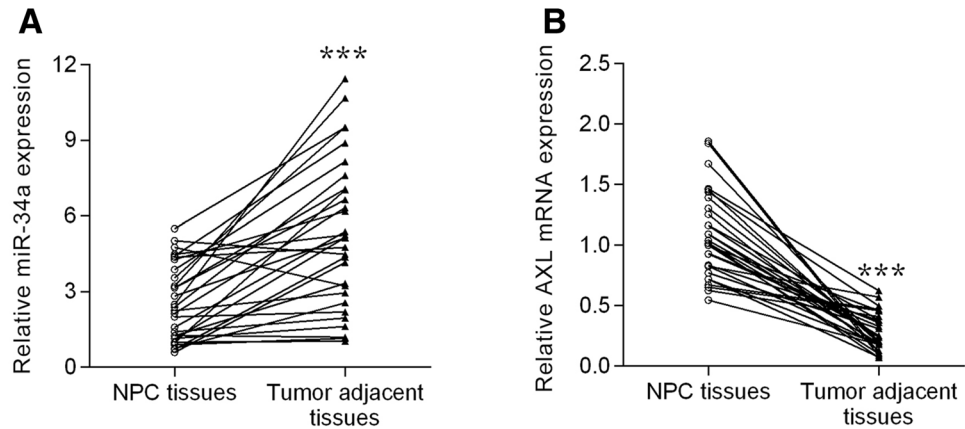 A
Relative miR-34a expression
12
9
6
3
0
***
NPC tissues
Tumor adjacent
tissues
B
Relative AXL mRNA expression
2.5
2.0
1.5
1.0
0.5
0.0
***
NPC tissues
Tumor adjacent
tissues